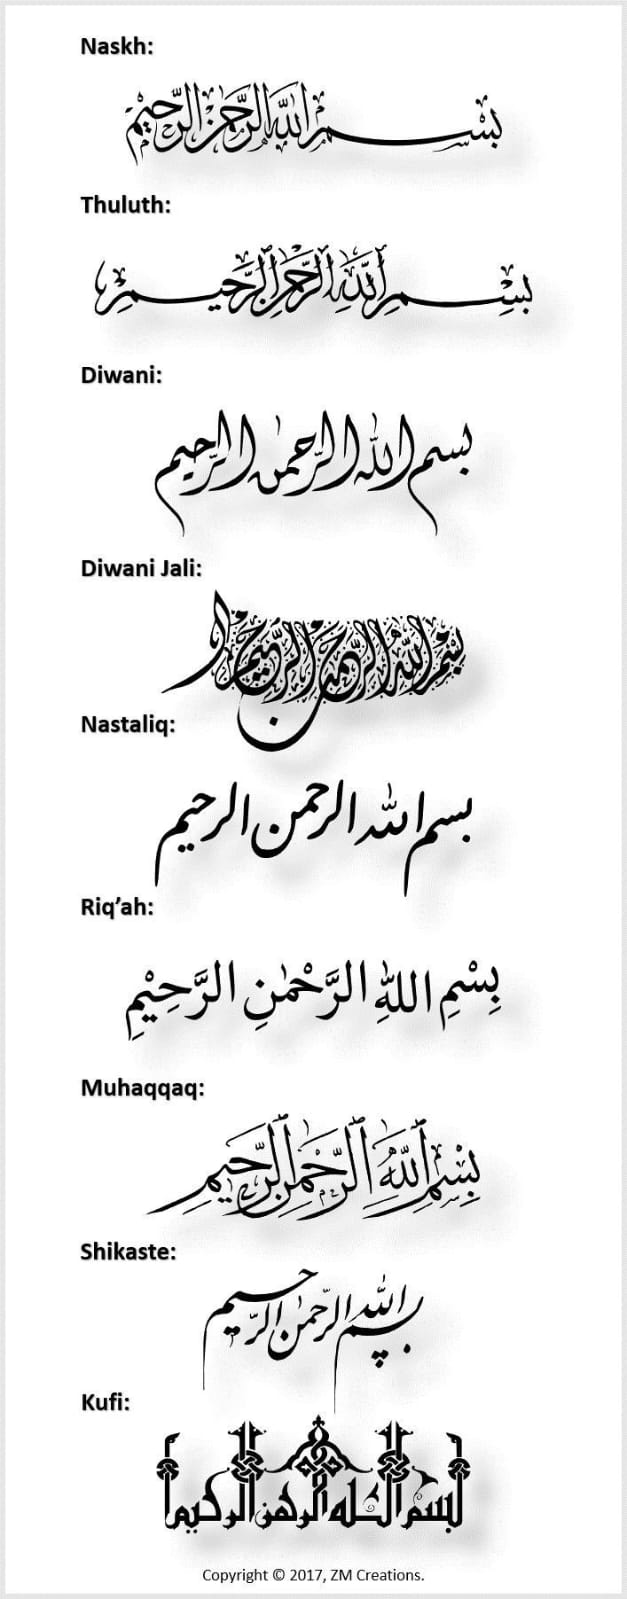 Naskh:
بسم الله الرحمن الرحيم
Thuluth:
بسم الله الرحمن الرحيم
Diwani:
بسم الله الرحمن الرحيم
Diwani Jali:
بسم الله الرحمن الرحيم
Nastaliq:
بسم الله الرحمن الرحيم
Riq'ah:
بِسْمِ اللهِ الرَّحْمٰنِ الرَّحِيْمِ
Muhaqqaq:
بسم الله الرحمن الرحيم
Shikaste:
بسم الله الرحمن الرحيم
Kufi:
بسم الله الرحمن الرحيم
Copyright © 2017, ZM Creations.